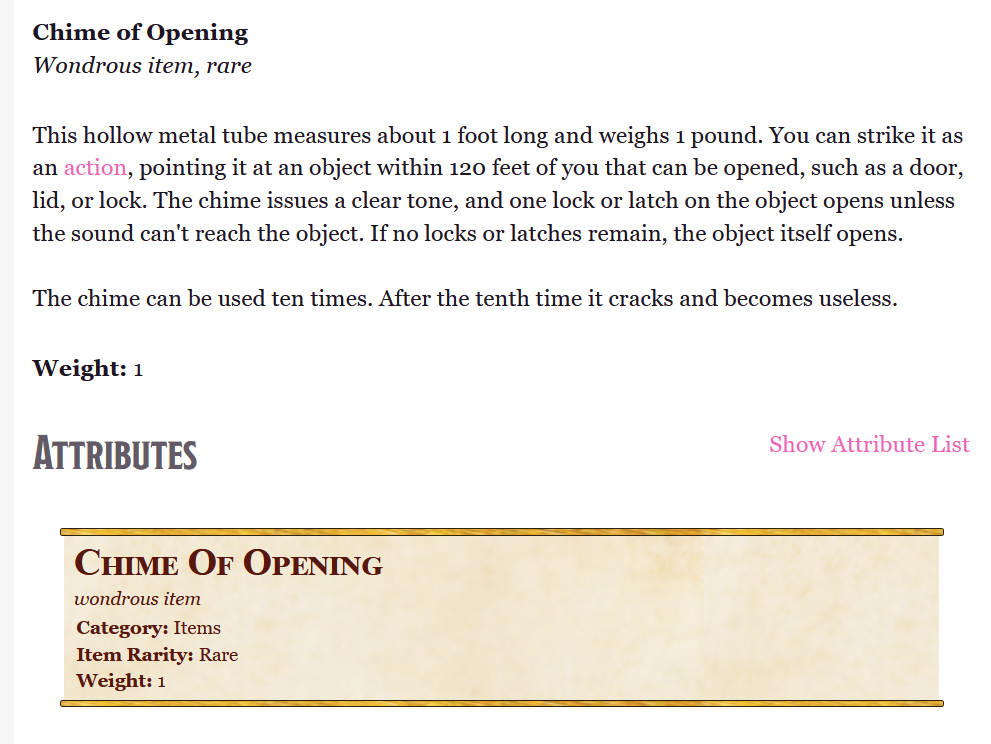 Chime of Opening
Wondrous item, rare
This hollow metal tube measures about 1 foot long and weighs 1 pound. You can strike it as
an action, pointing it at an object within 120 feet of you that can be opened, such as a door,
lid, or lock. The chime issues a clear tone, and one lock or latch on the object opens unless
the sound can't reach the object. If no locks or latches remain, the object itself opens.
The chime can be used ten times. After the tenth time it cracks and becomes useless.
Weight: 1
Attributes
Show Attribute List
Chime Of Opening
wondrous item
Category: Items
Item Rarity: Rare
Weight: 1